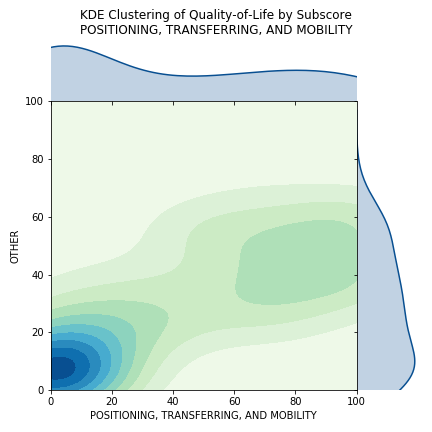 KDE Clustering of Quality-of-Life by Subscore
POSITIONING, TRANSFERRING, AND MOBILITY
100
80
60
40
20
0
OTHER
0 20 40 60 80 100
POSITIONING, TRANSFERRING, AND MOBILITY